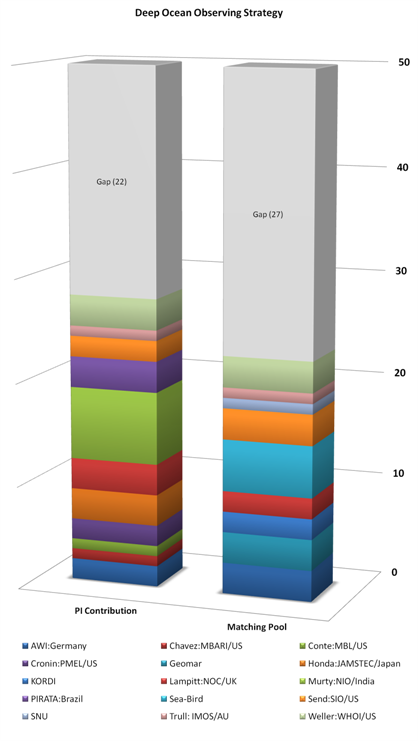 Deep Ocean Observing Strategy
50
40
30
20
10
0
Gap (22)
Gap (27)
PI Contribution
Matching Pool
AWI:Germany
Chavez:MBARI/US
Conte:MBL/US
Cronin:PMEL/US
Geomar
Honda:JAMSTEC/Japan
KORDI
Lampitt:NOC/UK
Murty:NIO/India
PIRATA:Brazil
Sea-Bird
Send:SIO/US
SNU
Trull: IMOS/AU
Weller:WHOI/US